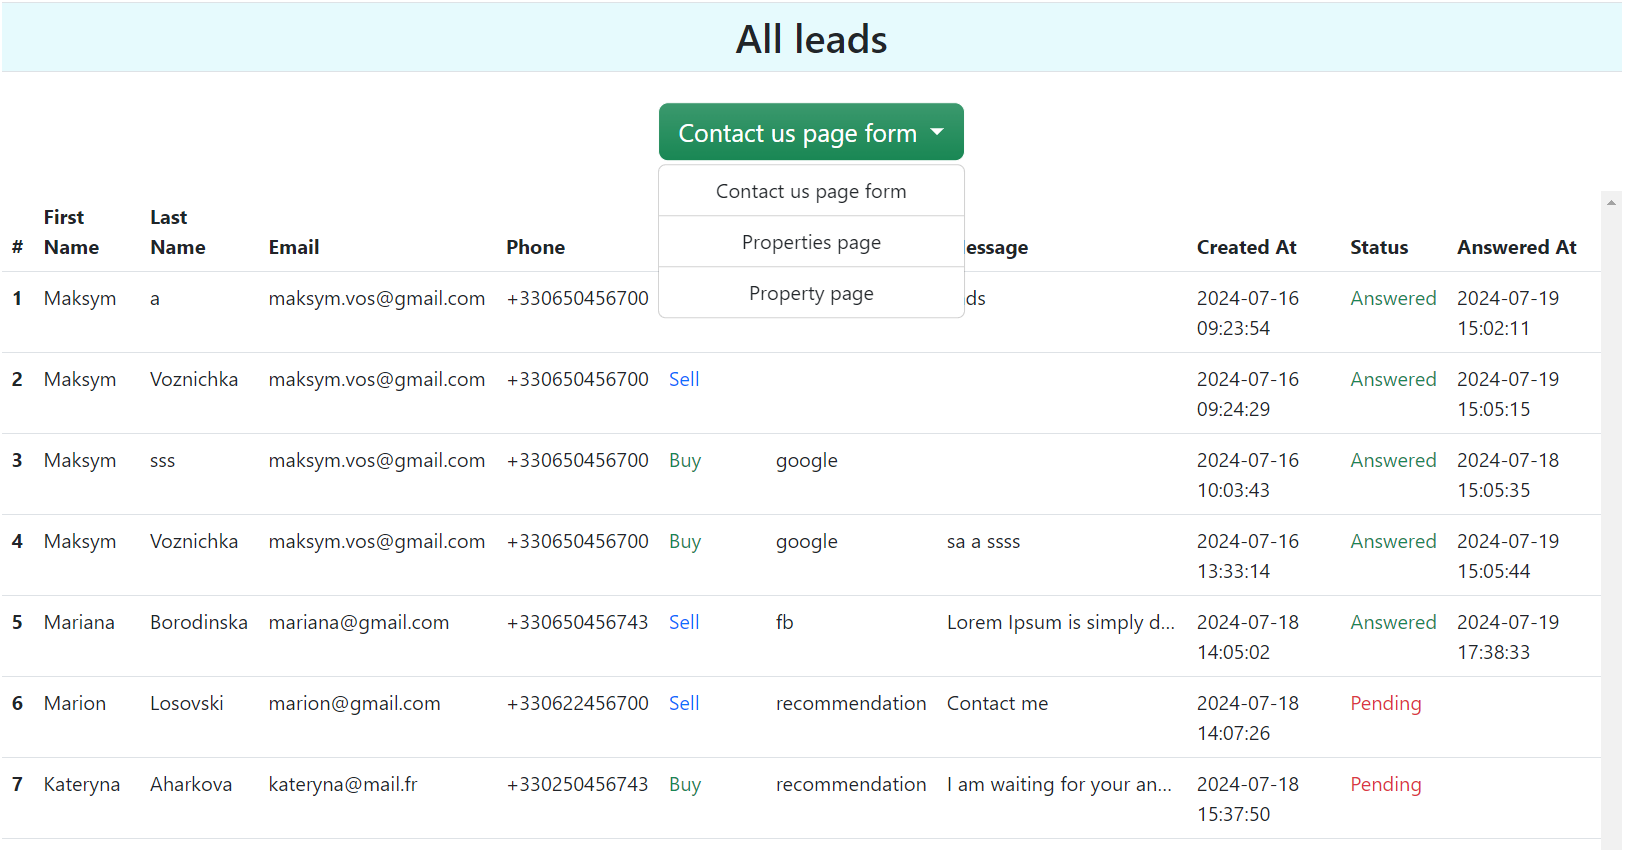 All leads
Contact us page form
Contact us page form
Properties page
Property page
# First Name Last Name Email Phone essage Created At Status Answered At
1 Maksym a maksym.vos@gmail.com +330650456700 ds 2024-07-16 09:23:54 Answered 2024-07-19 15:02:11
2 Maksym Voznichka maksym.vos@gmail.com +330650456700 Sell 2024-07-16 09:24:29 Answered 2024-07-19 15:05:15
3 Maksym sss maksym.vos@gmail.com +330650456700 Buy google 2024-07-16 10:03:43 Answered 2024-07-18 15:05:35
4 Maksym Voznichka maksym.vos@gmail.com +330650456700 Buy google sa a ssss 2024-07-16 13:33:14 Answered 2024-07-19 15:05:44
5 Mariana Borodinska mariana@gmail.com +330650456743 Sell fb Lorem Ipsum is simply d... 2024-07-18 14:05:02 Answered 2024-07-19 17:38:33
6 Marion Losovski marion@gmail.com +330622456700 Sell recommendation Contact me 2024-07-18 14:07:26 Pending
7 Kateryna Aharkova kateryna@mail.fr +330250456743 Buy recommendation I am waiting for your an... 2024-07-18 15:37:50 Pending